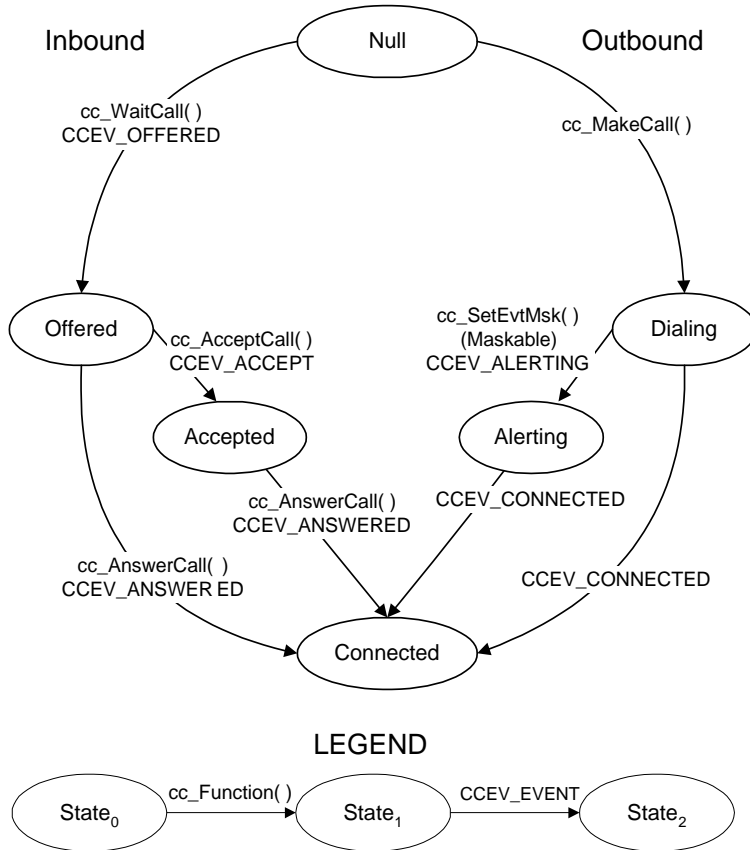 Inbound
Null
Outbound
cc_WaitCall( )
CCEV_OFFERED
cc_MakeCall( )
Offered
cc_AcceptCall( )
CCEV_ACCEPT
cc_SetEvtMsk( )
(Maskable)
CCEV_ALERTING
Dialing
Accepted
Alerting
cc_AnswerCall( )
CCEV_ANSWERED
CCEV_CONNECTED
cc_AnswerCall( )
CCEV_ANSWER ED
CCEV_CONNECTED
Connected
LEGEND
State0
cc_Function( )
State1
CCEV_EVENT
State2